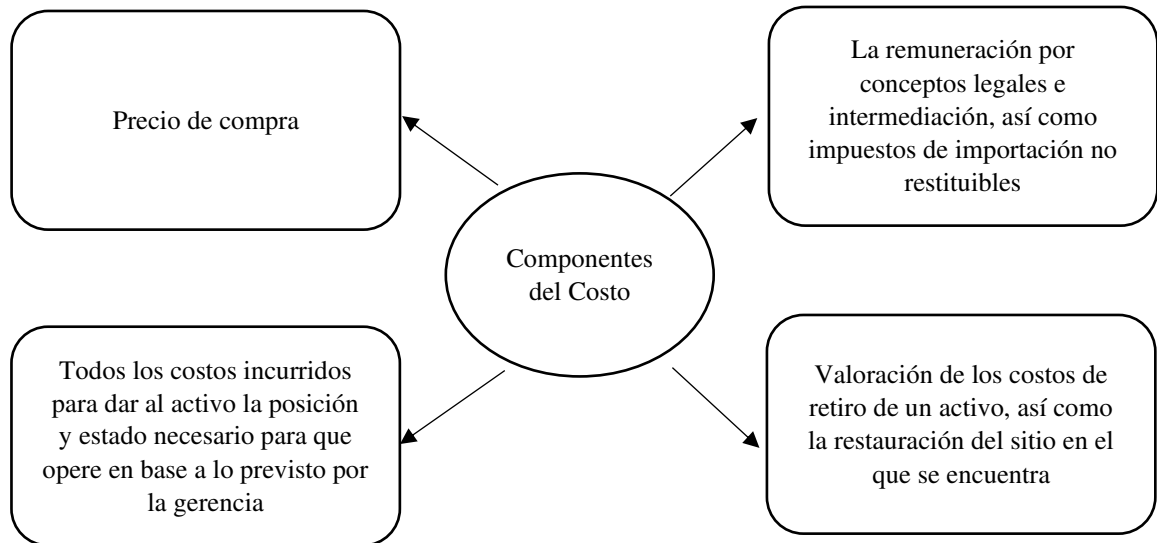 Precio de compra
La remuneración por
conceptos legales e
intermediación, así como
impuestos de importación no
restituibles
Componentes
del Costo
Todos los costos incurridos
para dar al activo la posición
y estado necesario para que
opere en base a lo previsto por
la gerencia
Valoración de los costos de
retiro de un activo, así como
la restauración del sitio en el
que se encuentra